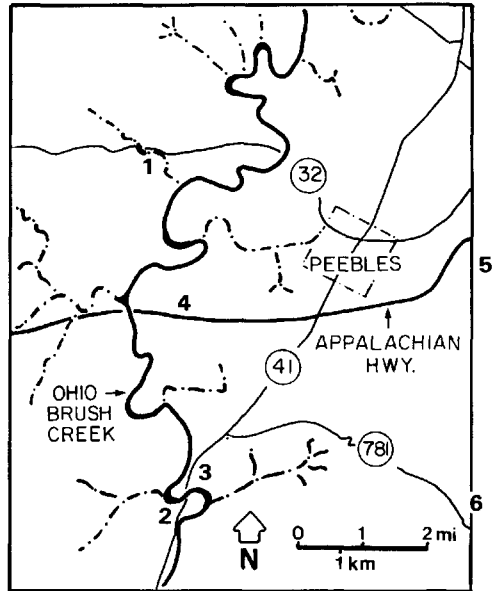 1
32
PEEBLES
5
4
APPALACHIAN
HWY.
41
OHIO
BRUSH
CREEK
781
3
2
6
N
0 1 2 mi
1 km